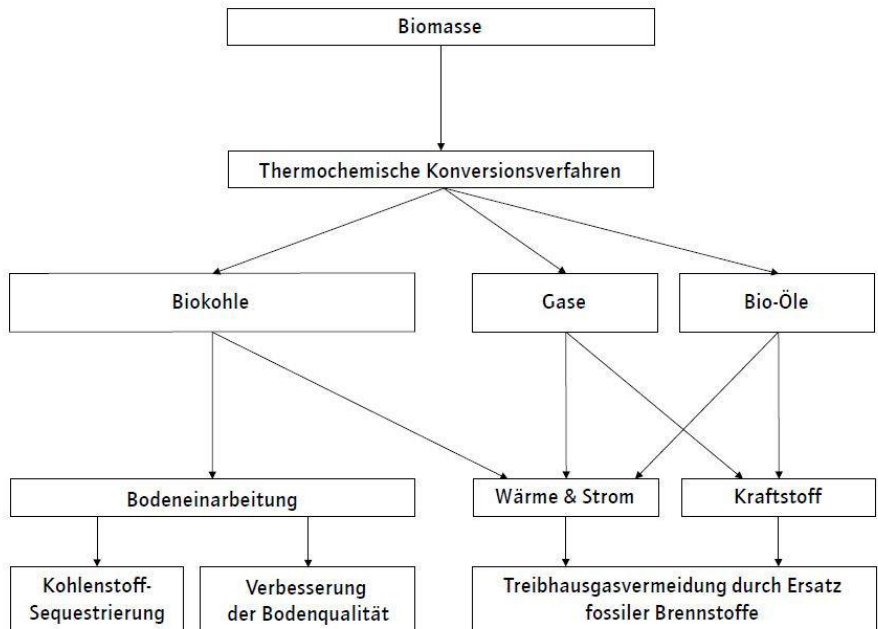 Biomasse
Thermochemische Konversionsverfahren
Biokohle
Gase
Bio-Öle
Bodeneinarbeitung
Wärme & Strom
Kraftstoff
Kohlenstoff-
Sequestrierung
Verbesserung
der Bodenqualität
Treibhausgasvermeidung durch Ersatz
fossiler Brennstoffe